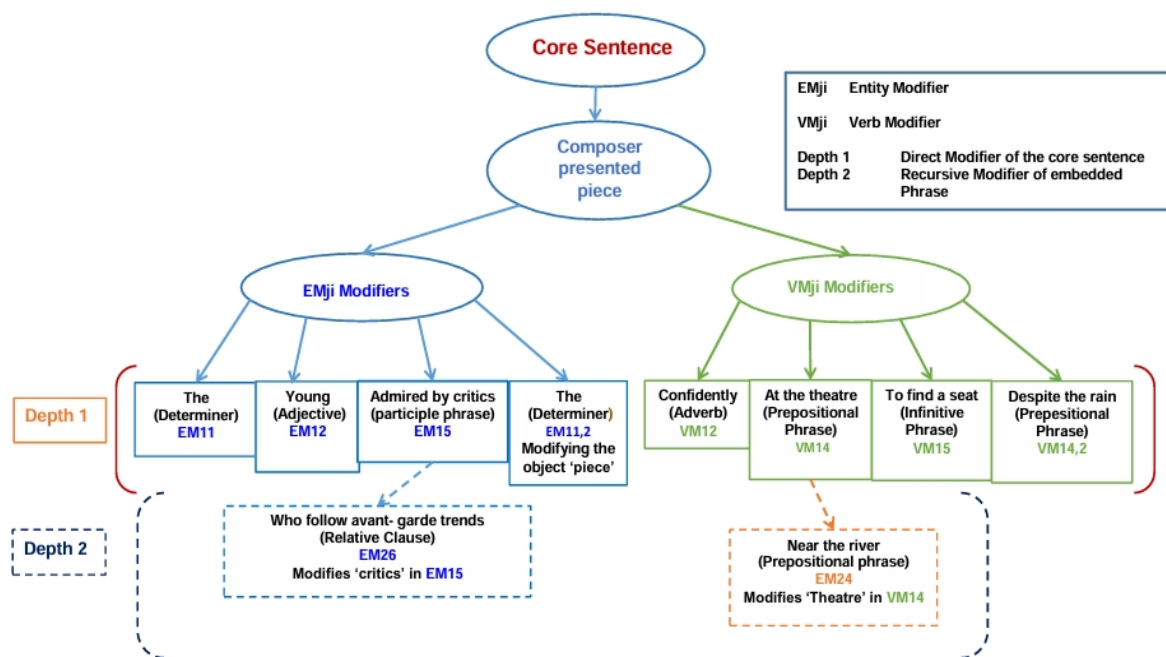 Core Sentence
EMji Entity Modifier
VMji Verb Modifier
Depth 1 Direct Modifier of the core sentence
Depth 2 Recursive Modifier of embedded
Phrase
Composer
presented
piece
EMji Modifiers
VMji Modifiers
Depth 1
The
(Determiner)
EM11
Young
(Adjective)
EM12
Admired by critics
(participle phrase)
EM15
The
(Determiner)
EM11,2
Modifying the
object ‘piece’
Confidently
(Adverb)
VM12
At the theatre
(Prepositional
Phrase)
VM14
To find a seat
(Infinitive
Phrase)
VM15
Despite the rain
(Prepesitional
Phrase)
VM14,2
Depth 2
Who follow avant- garde trends
(Relative Clause)
EM26
Modifies ‘critics’ in EM15
Near the river
(Prepositional phrase)
EM24
Modifies ‘Theatre’ in VM14